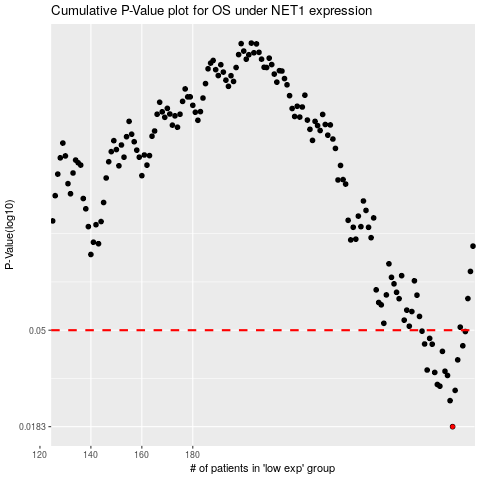 Cumulative P-Value plot for OS under NET1 expression
P-Value(log10)
0.05
0.0183
120 140 160 180
# of patients in 'low exp' group